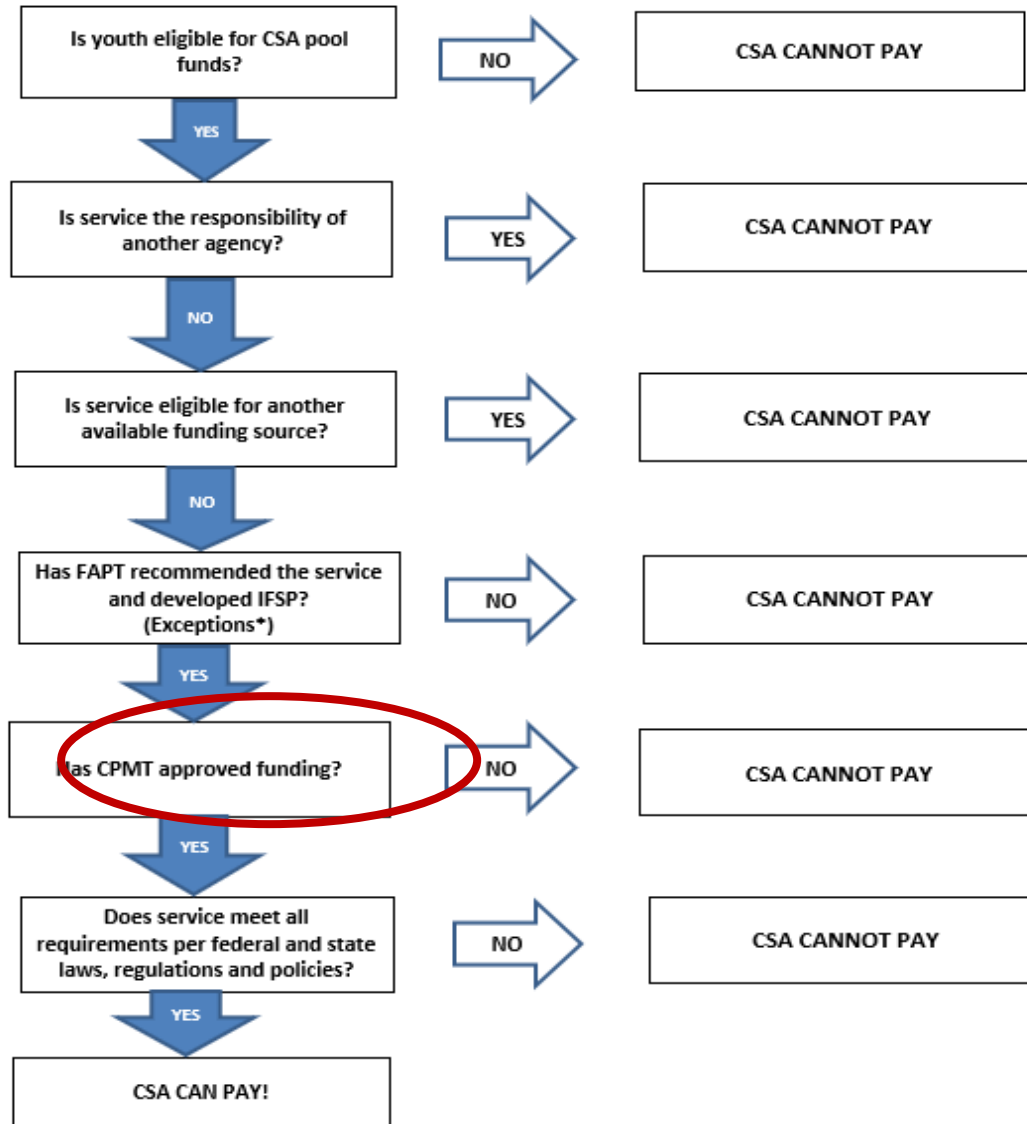 Is youth eligible for CSA pool
funds?
NO
CSA CANNOT PAY
YES
Is service the responsibility of
another agency?
YES
CSA CANNOT PAY
NO
Is service eligible for another
available funding source?
YES
CSA CANNOT PAY
NO
Has FAPT recommended the service
and developed IFSP?
(Exceptions*)
NO
CSA CANNOT PAY
YES
Has CPMT approved funding?
NO
CSA CANNOT PAY
YES
Does service meet all
requirements per federal and state
laws, regulations and policies?
NO
CSA CANNOT PAY
YES
CSA CAN PAY!